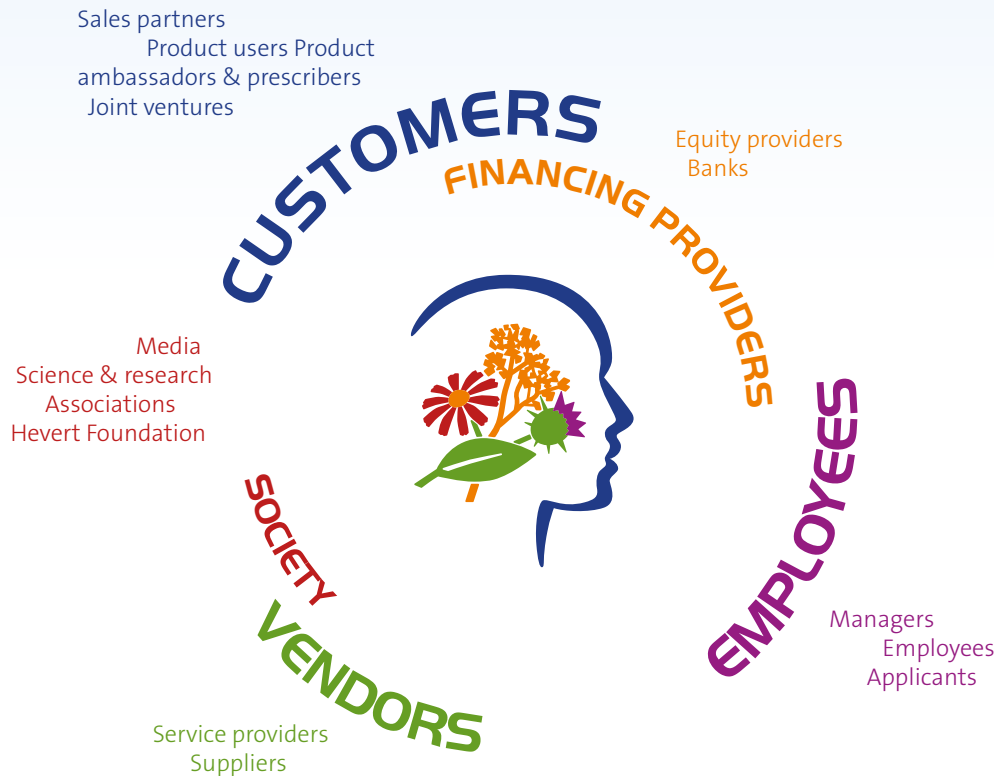 Sales partners
Product users Product
ambassadors & prescribers
Joint ventures
CUSTOMERS
Equity providers
Banks
FINANCING PROVIDERS
Media
Science & research
Associations
Hevert Foundation
SOCIETY
EMPLOYEES
Managers
Employees
Applicants
VENDORS
Service providers
Suppliers